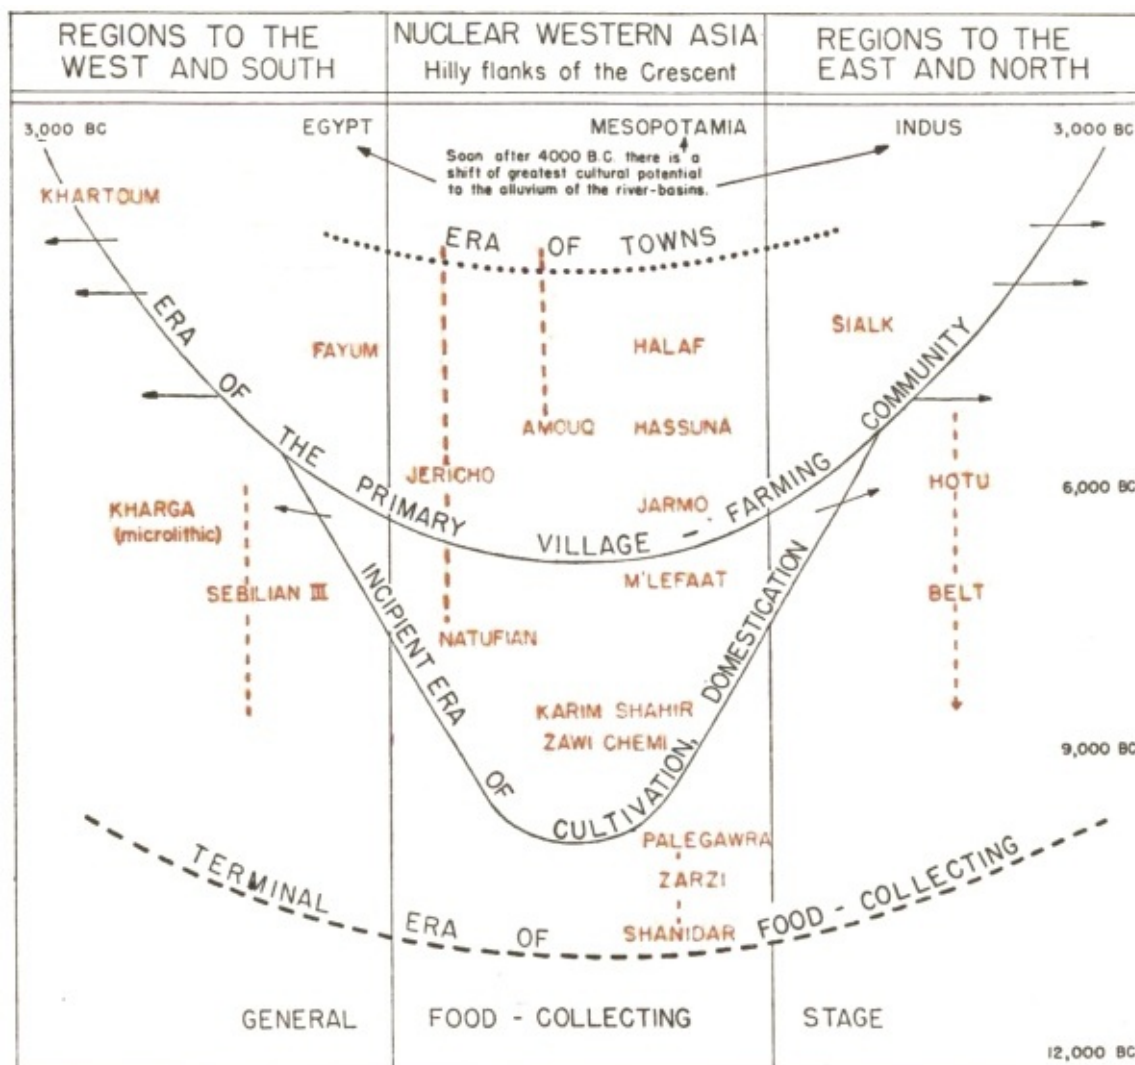 REGIONS TO THE
WEST AND SOUTH
NUCLEAR WESTERN ASIA
Hilly flanks of the Crescent
REGIONS TO THE
EAST AND NORTH
3,000 BC
EGYPT
MESOPOTAMIA
INDUS
3,000 BC
Soon after 4000 B.C. there is a
shift of greatest cultural potential
to the alluvium of the river-basins.
KHARTOUM
ERA OF TOWNS
FAYUM
HALAF
SIALK
AMOUQ
HASSUNA
JERICHO
JARMO
HOTU
6,000 BC
ERA OF THE PRIMARY VILLAGE - FARMING COMMUNITY
KHARGA
(microlithic)
SEBILIAN III
M'LEFAAT
BELT
NATUFIAN
KARIM SHAHIR
ZAWI CHEMI
9,000 BC
INCIPIENT ERA OF CULTIVATION, DOMESTICATION
PALEGAWRA
ZARZI
SHANIDAR
TERMINAL ERA OF FOOD - COLLECTING
GENERAL FOOD - COLLECTING STAGE
12,000 BC